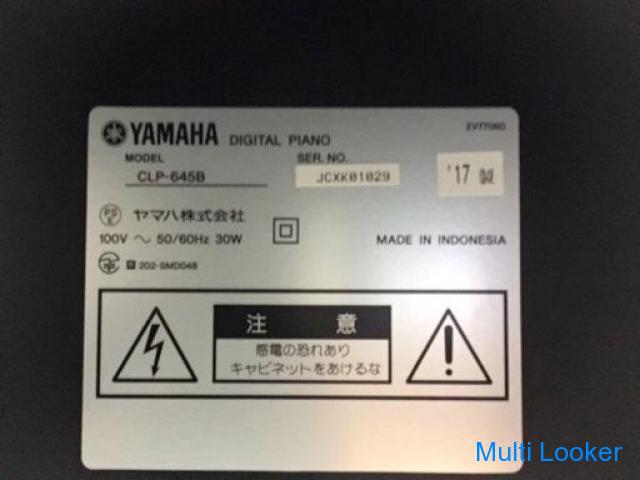 YAMAHA DIGITAL PIANO ZV77060
MODEL SER. NO.
CLP-645B JCXK01029 '17 製
PS E ヤマハ株式会社
100V ～ 50/60Hz 30W MADE IN INDONESIA
R 202-SMD048
注 意
感電の恐れあり
キャビネットをあけるな
Multi Looker